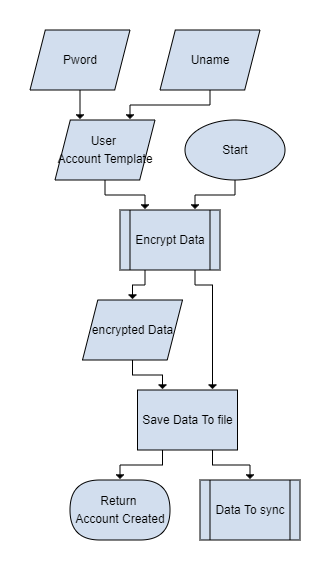 Pword
Uname
User
Account Template
Start
Encrypt Data
encrypted Data
Save Data To file
Return
Account Created
Data To sync